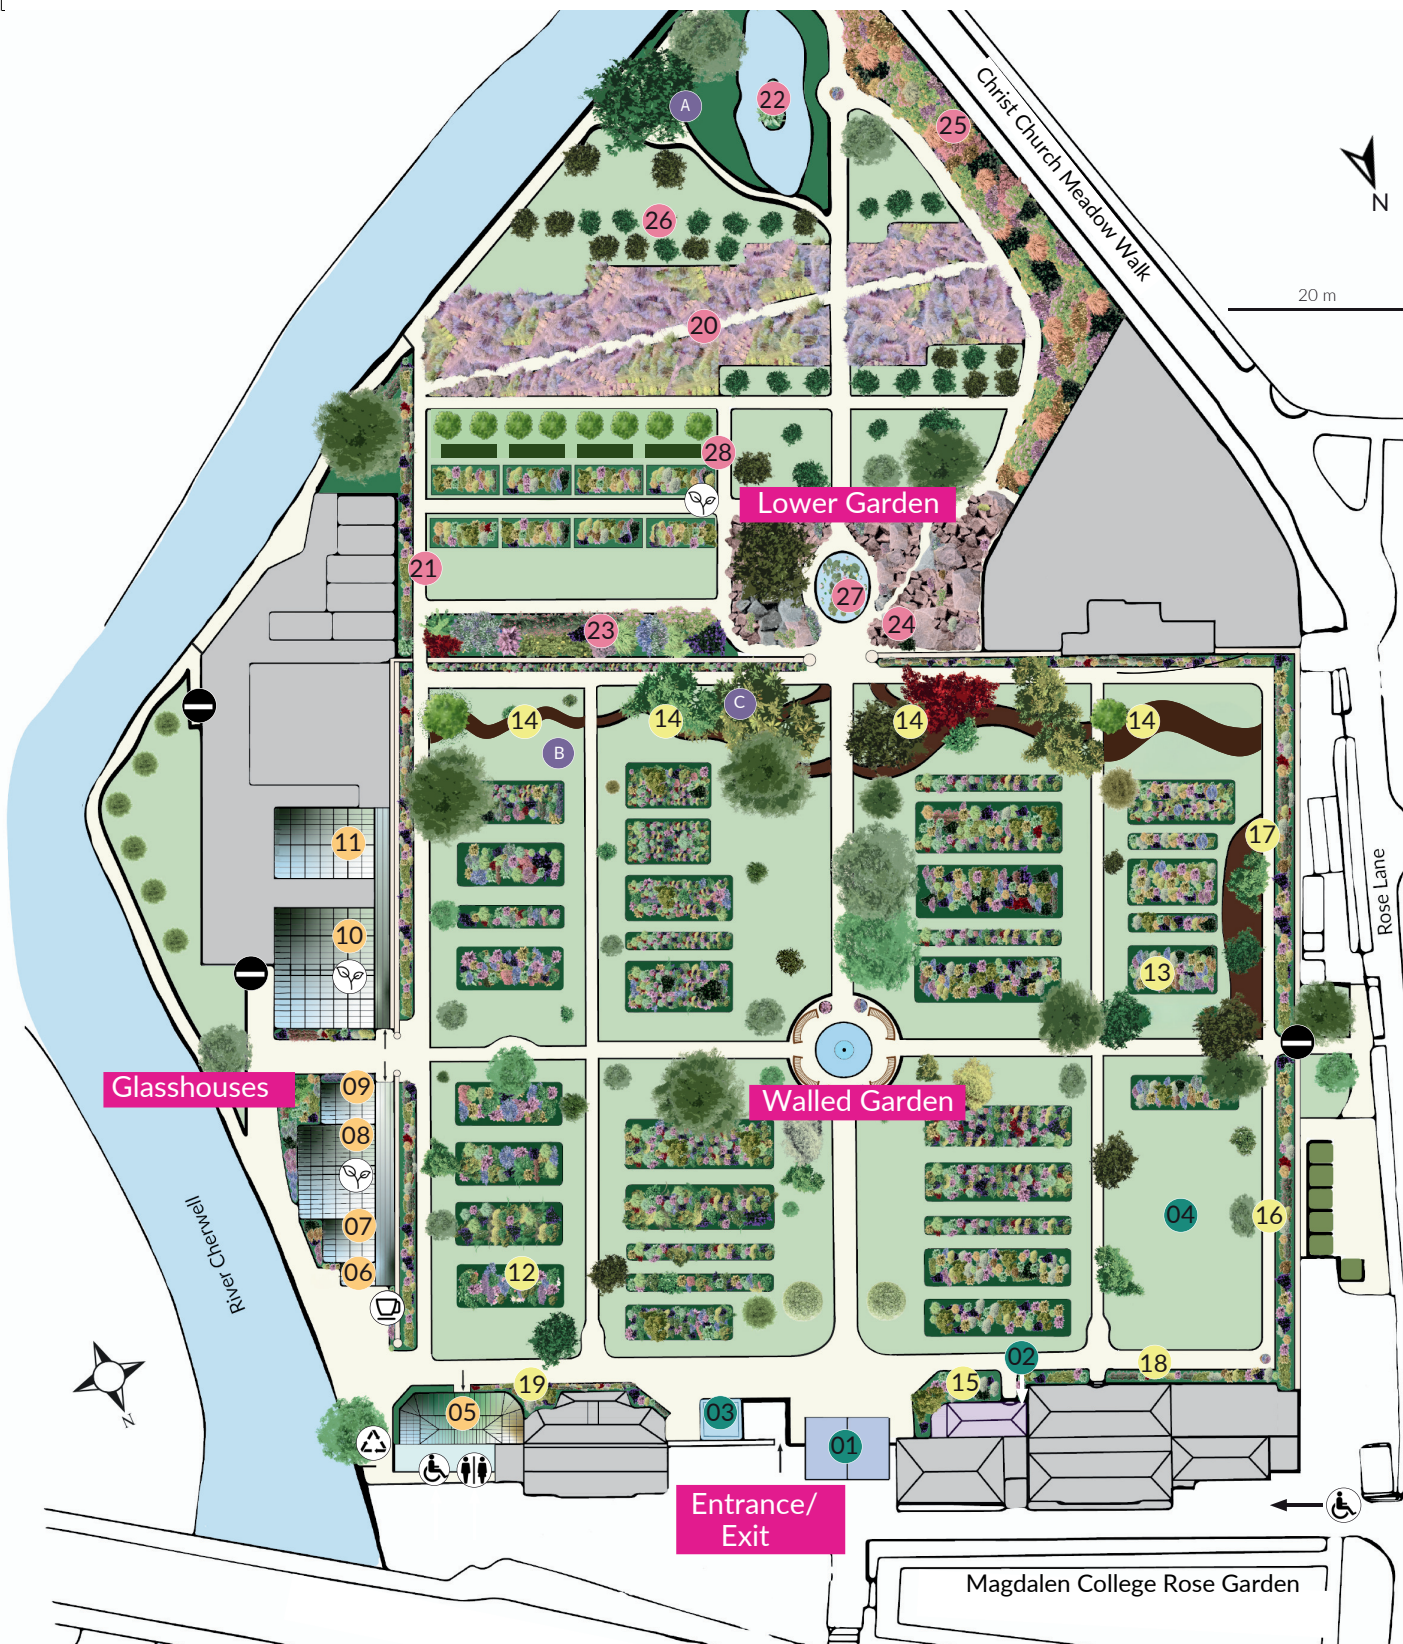 A
22
25
Christ Church Meadow Walk
N
26
20 m
20
28
Lower Garden
21
27
24
23
14
14
C
14
14
B
11
17
Rose Lane
10
13
Glasshouses
09
Walled Garden
08
07
04
16
06
12
River Cherwell
02
18
15
19
N
05
03
01
Entrance/
Exit
Magdalen College Rose Garden